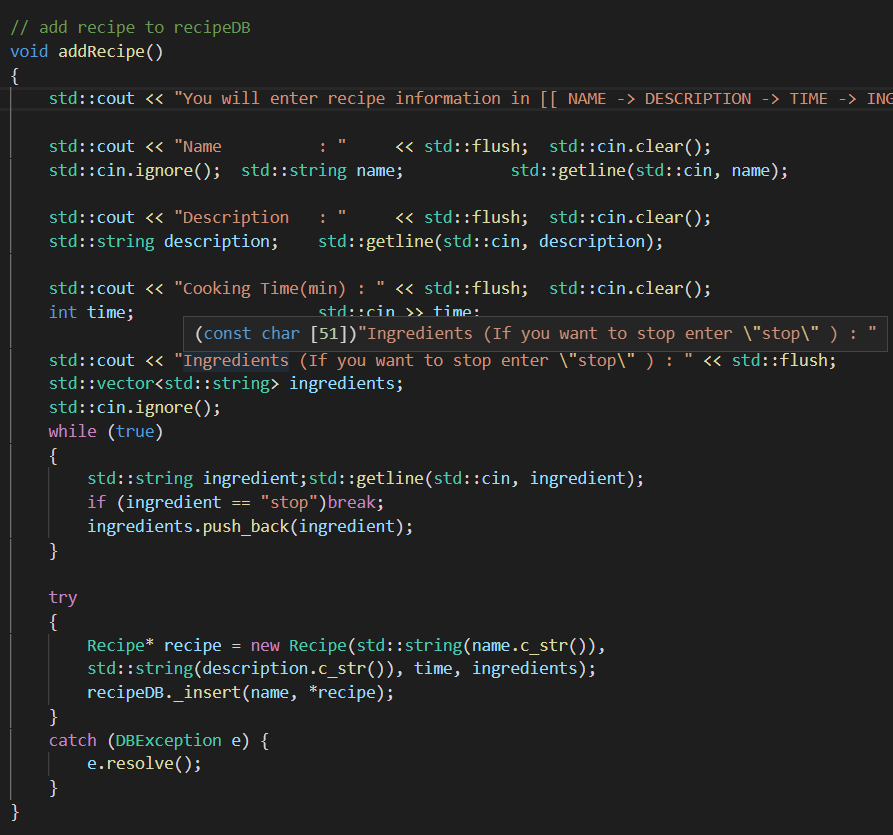 // add recipe to recipeDB
void addRecipe()
{
    std::cout << "You will enter recipe information in [[ NAME -> DESCRIPTION -> TIME -> ING
    std::cout << "Name          : "     << std::flush;  std::cin.clear();
    std::cin.ignore();  std::string name;           std::getline(std::cin, name);
    std::cout << "Description   : "     << std::flush;  std::cin.clear();
    std::string description;    std::getline(std::cin, description);
    std::cout << "Cooking Time(min) : " << std::flush;  std::cin.clear();
    int time;                   std::cin >> time;
(const char [51])"Ingredients (If you want to stop enter \"stop\" ) : "
    std::cout << "Ingredients (If you want to stop enter \"stop\" ) : " << std::flush;
    std::vector<std::string> ingredients;
    std::cin.ignore();
    while (true)
    {
        std::string ingredient;std::getline(std::cin, ingredient);
        if (ingredient == "stop")break;
        ingredients.push_back(ingredient);
    }
    try
    {
        Recipe* recipe = new Recipe(std::string(name.c_str()),
        std::string(description.c_str()), time, ingredients);
        recipeDB._insert(name, *recipe);
    }
    catch (DBException e) {
        e.resolve();
    }
}